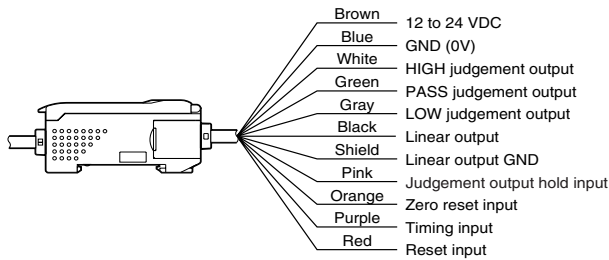 Brown 12 to 24 VDC
Blue GND (0V)
White HIGH judgement output
Green PASS judgement output
Gray LOW judgement output
Black Linear output
Shield Linear output GND
Pink Judgement output hold input
Orange Zero reset input
Purple Timing input
Red Reset input